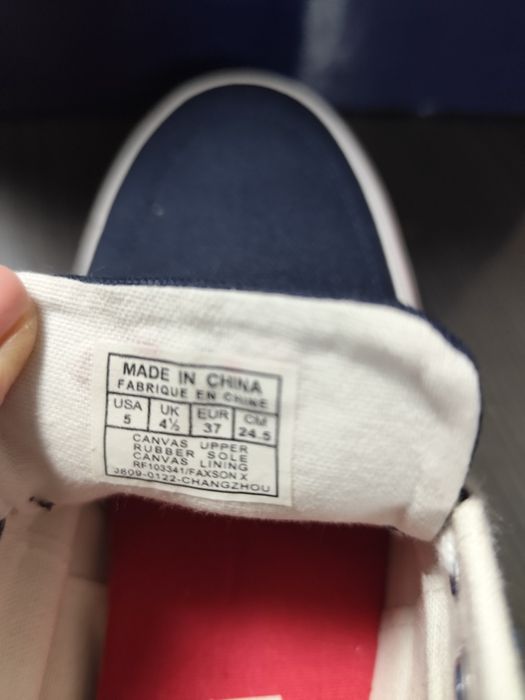 MADE IN CHINA
FABRIQUE EN CHINE
USA UK EUR CM
5 4½ 37 24.5
CANVAS UPPER
RUBBER SOLE
CANVAS LINING
RF103341/FAXSON X
3809-0122-CHANGZHOU